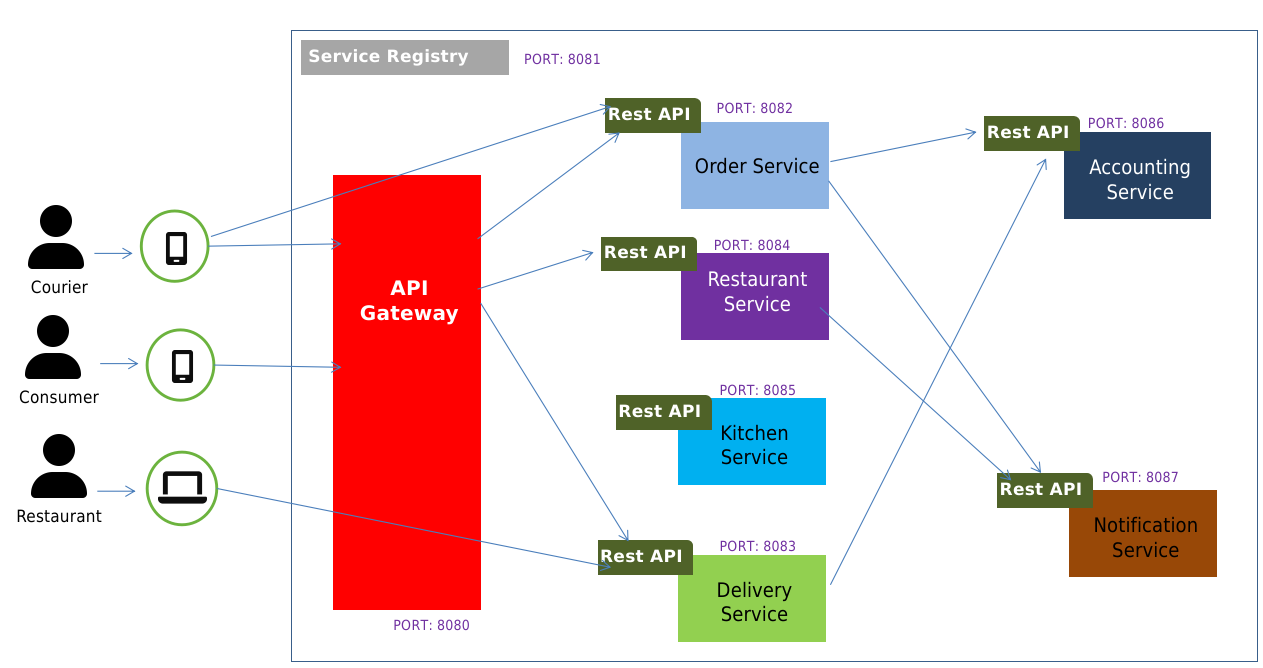 Service Registry
PORT: 8081
Rest API
PORT: 8082
Order Service
Rest API
PORT: 8086
Accounting
Service
Courier
API
Gateway
Rest API
PORT: 8084
Restaurant
Service
Consumer
Rest API
PORT: 8085
Kitchen
Service
Restaurant
Rest API
PORT: 8087
Notification
Service
Rest API
PORT: 8083
Delivery
Service
PORT: 8080